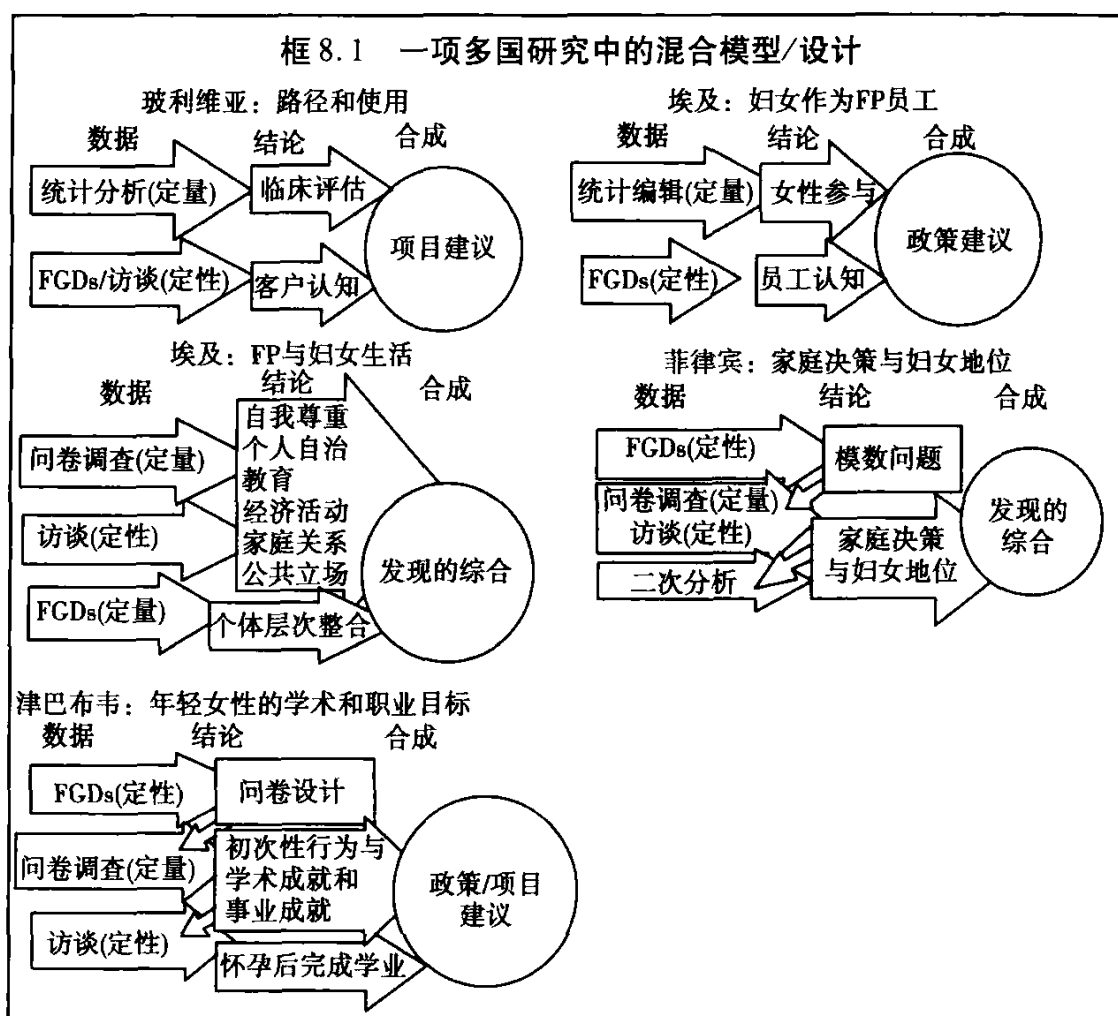 框 8.1 一项多国研究中的混合模型/设计
玻利维亚：路径和使用
数据 结论 合成
统计分析(定量) 临床评估
项目建议
FGDs/访谈(定性) 客户认知
埃及：妇女作为FP员工
数据 结论 合成
统计编辑(定量) 女性参与
政策建议
FGDs(定性) 员工认知
埃及：FP与妇女生活
数据 结论 合成
自我尊重
问卷调查(定量) 个人自治
教育
经济活动
访谈(定性) 家庭关系
公共立场
发现的综合
FGDs(定量) 个体层次整合
菲律宾：家庭决策与妇女地位
数据 结论 合成
FGDs(定性) 模数问题
问卷调查(定量)
访谈(定性)
发现的
综合
家庭决策
与妇女地位
二次分析
津巴布韦：年轻女性的学术和职业目标
数据 结论 合成
FGDs(定性) 问卷设计
问卷调查(定量)
初次性行为与
学术成就和
事业成就
政策/项目
建议
访谈(定性) 怀孕后完成学业